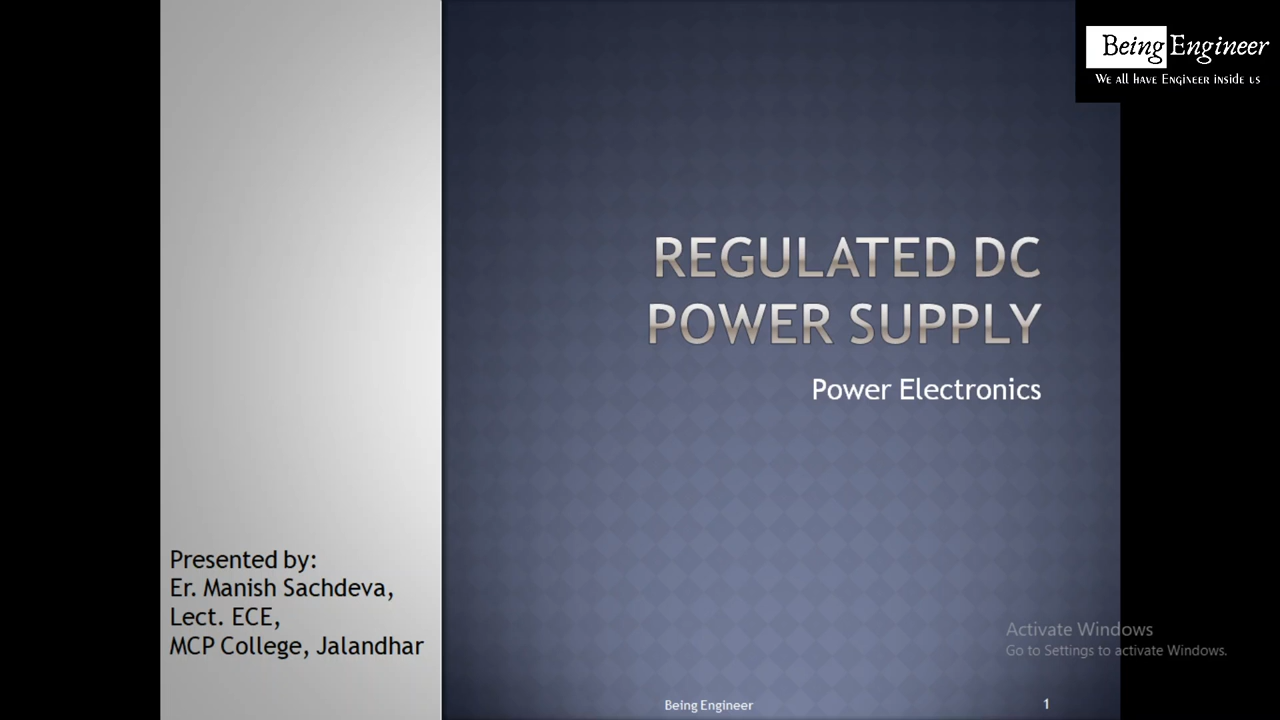 Being Engineer
We all have Engineer inside us
REGULATED DC
POWER SUPPLY
Power Electronics
Presented by:
Er. Manish Sachdeva,
Lect. ECE,
MCP College, Jalandhar
Activate Windows
Go to Settings to activate Windows.
Being Engineer
1